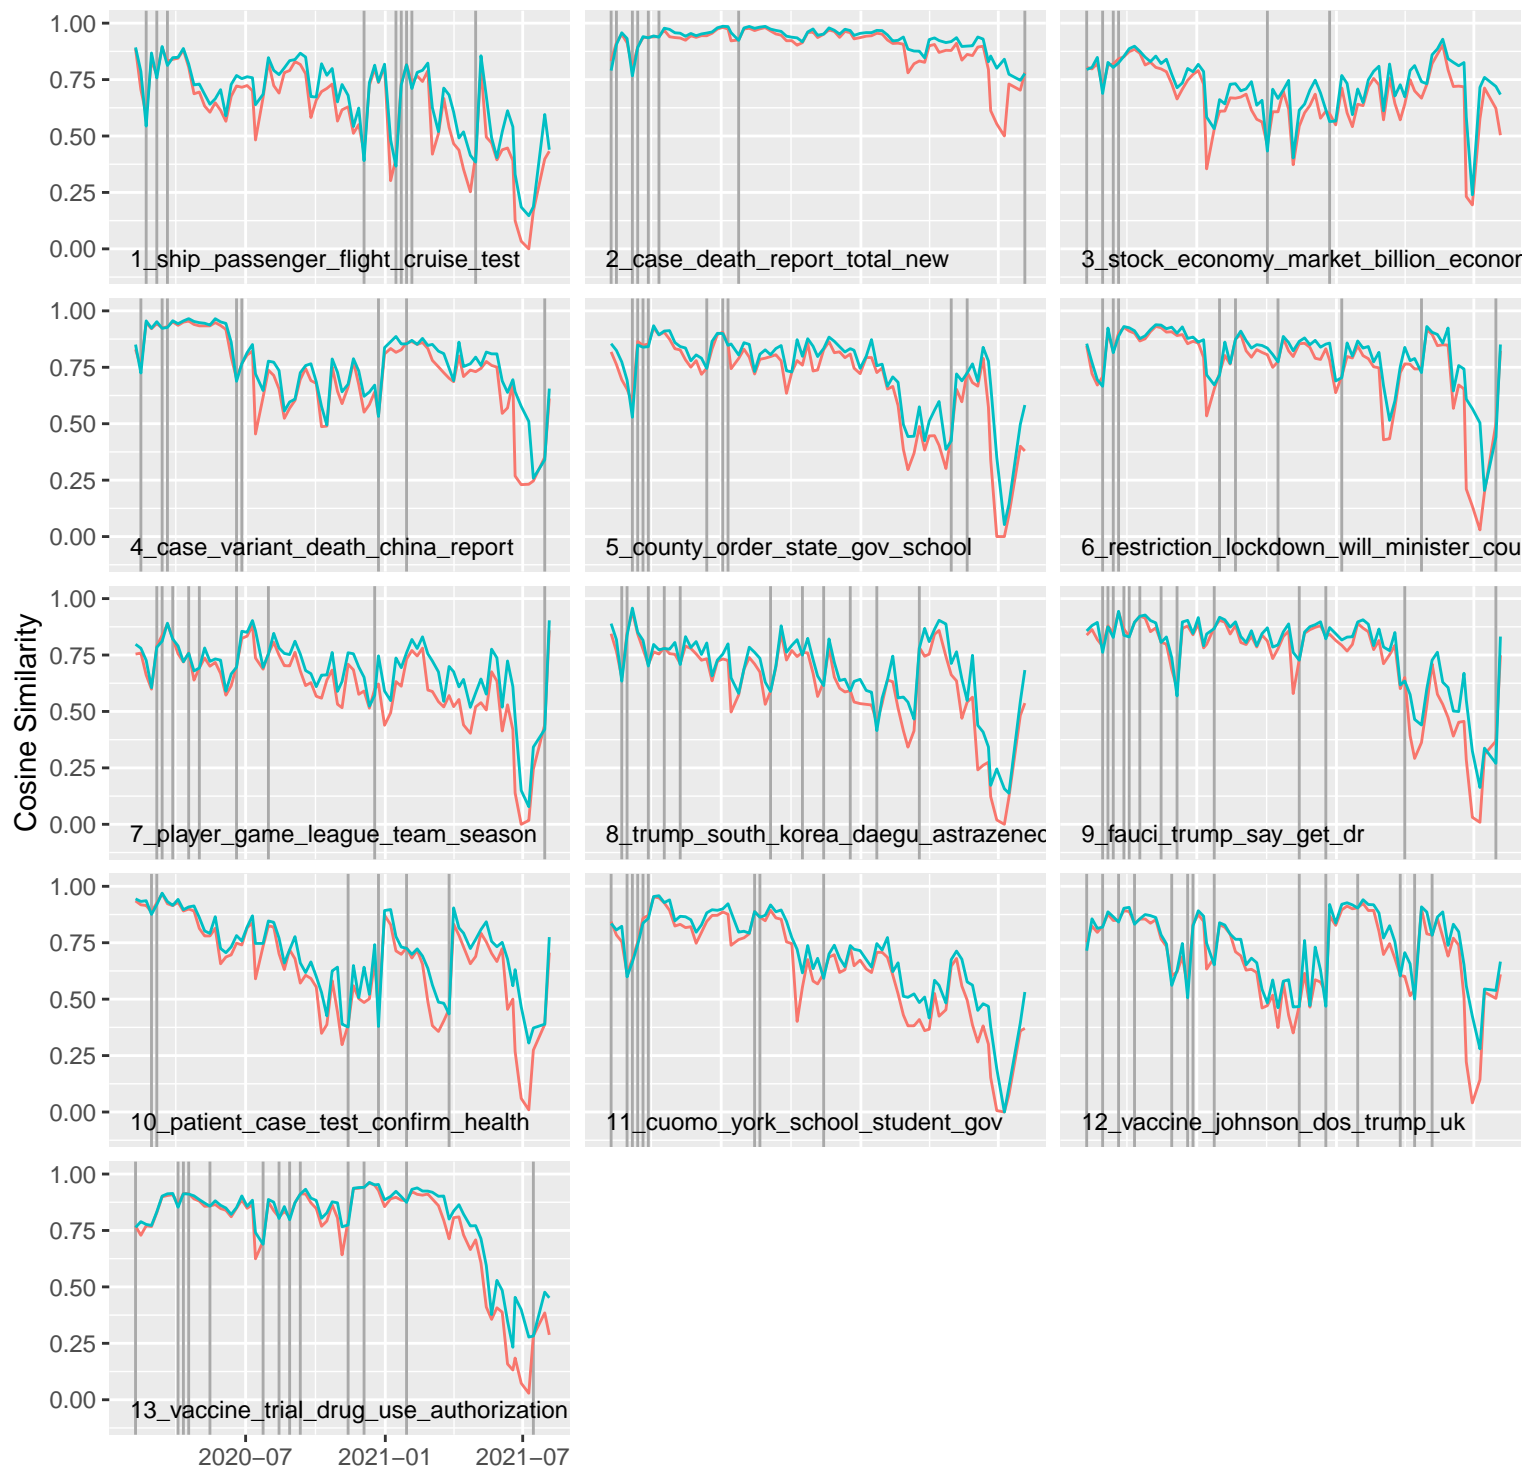 1.00
0.75
0.50
0.25
0.00
1_ship_passenger_flight_cruise_test
2_case_death_report_total_new
3_stock_economy_market_billion_econor
1.00
0.75
0.50
0.25
0.00
4_case_variant_death_china_report
5_county_order_state_gov_school
6_restriction_lockdown_will_minister_cou
Cosine Similarity
1.00
0.75
0.50
0.25
0.00
7_player_game_league_team_season
8_trump_south_korea_daegu_astrazenec
9_fauci_trump_say_get_dr
1.00
0.75
0.50
0.25
0.00
10_patient_case_test_confirm_health
11_cuomo_york_school_student_gov
12_vaccine_johnson_dos_trump_uk
1.00
0.75
0.50
0.25
0.00
13_vaccine_trial_drug_use_authorization
2020−07 2021−01 2021−07